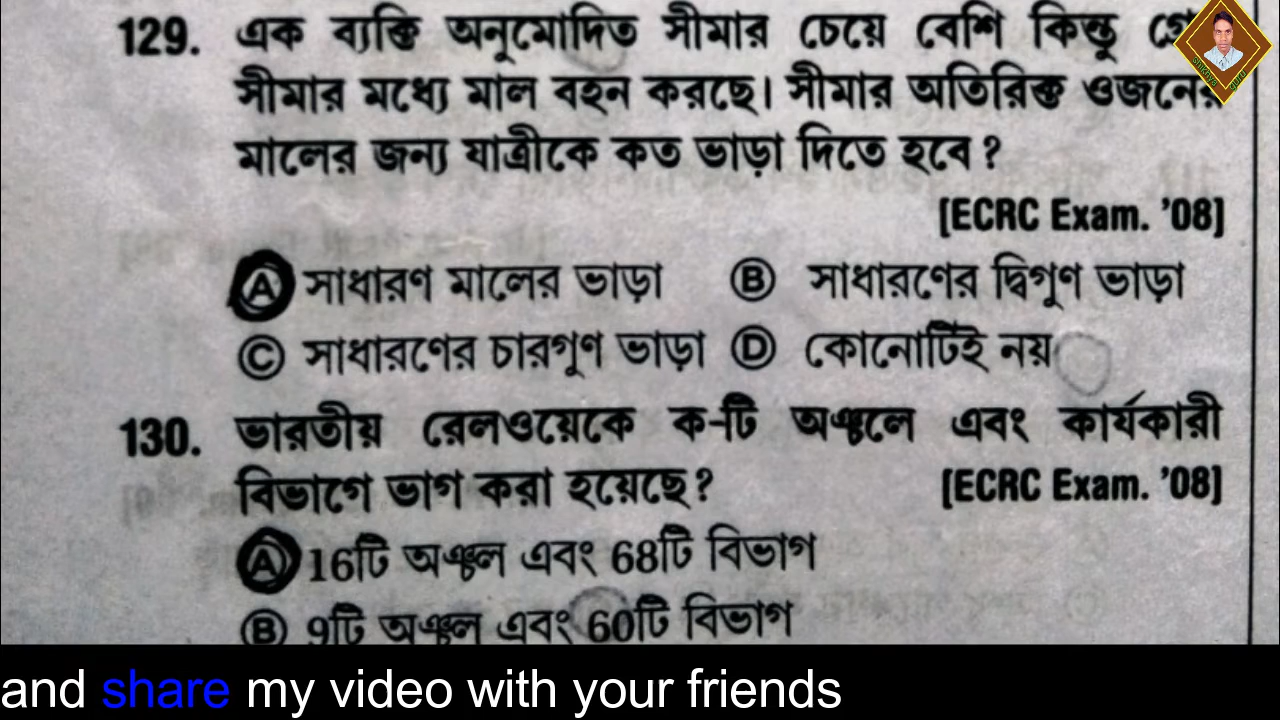 129. এক ব্যক্তি অনুমোদিত সীমার চেয়ে বেশি কিন্তু
সীমার মধ্যে মাল বহন করছে। সীমার অতিরিক্ত ওজনের
মালের জন্য যাত্রীকে কত ভাড়া দিতে হবে?
[ECRC Exam. '08]
A সাধারণ মালের ভাড়া B সাধারণের দ্বিগুণ ভাড়া
C সাধারণের চারগুণ ভাড়া D কোনোটিই নয়
130. ভারতীয় রেলওয়েকে ক-টি অঞ্চলে এবং কার্যকারী
বিভাগে ভাগ করা হয়েছে? [ECRC Exam. '08]
A 16টি অঞ্চল এবং 68টি বিভাগ
B 9টি অঞ্চল এবং 60টি বিভাগ
and share my video with your friends